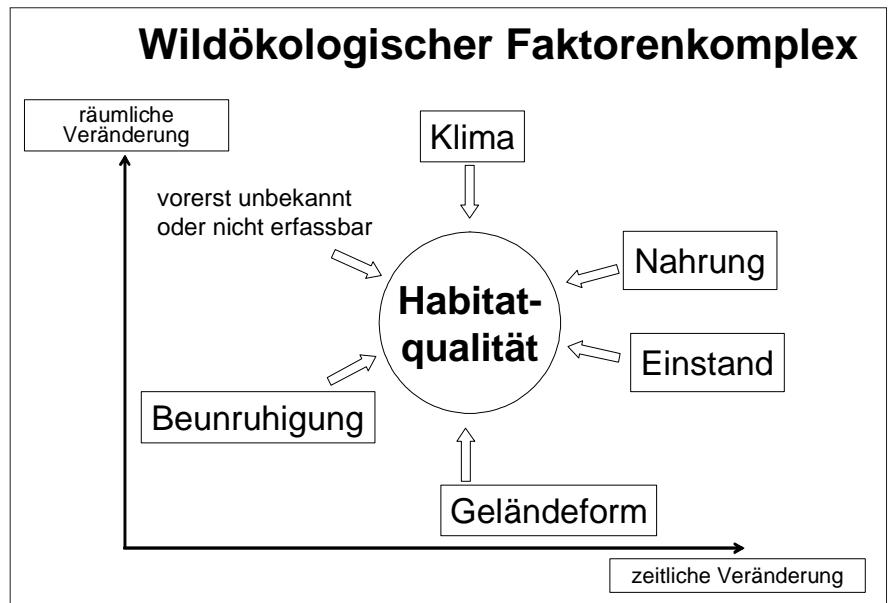 Wildökologischer Faktorenkomplex
räumliche
Veränderung
Klima
vorerst unbekannt
oder nicht erfassbar
Nahrung
Habitat-
qualität
Einstand
Beunruhigung
Geländeform
zeitliche Veränderung